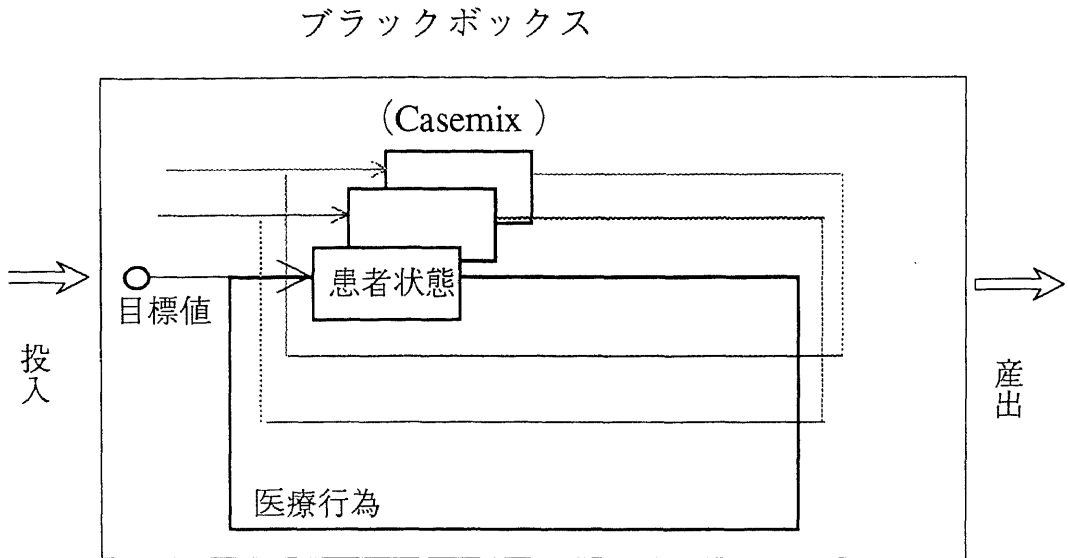 ブラックボックス
（Casemix ）
患者状態
目標値
投入
産出
医療行為